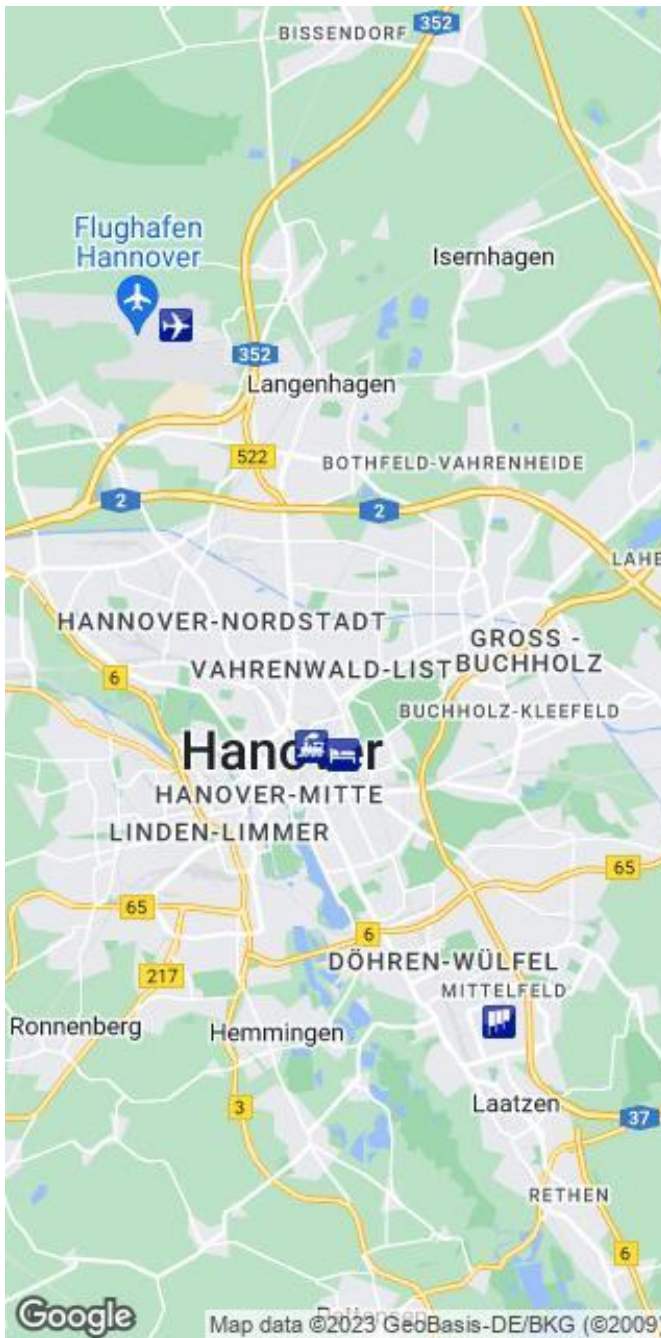 352
BISSENDORF
Flughafen
Hannover
Isernhagen
352
Langenhagen
522
BOTHFELD-VAHRENHEIDE
2
2
LAHE
HANNOVER-NORDSTADT
GROSS -
BUCHHOLZ
VAHRENWALD-LIST
6
BUCHHOLZ-KLEEFELD
HANOVER-MITTE
LINDEN-LIMMER
65
65
6
DÖHREN-WÜLFEL
217
MITTELFELD
Ronnenberg
Hemmingen
3
Laatzen
37
RETHEN
6
Google
Map data ©2023 GeoBasis-DE/BKG (©2009